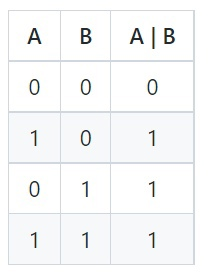 A B A | B
0 0 0
1 0 1
0 1 1
1 1 1